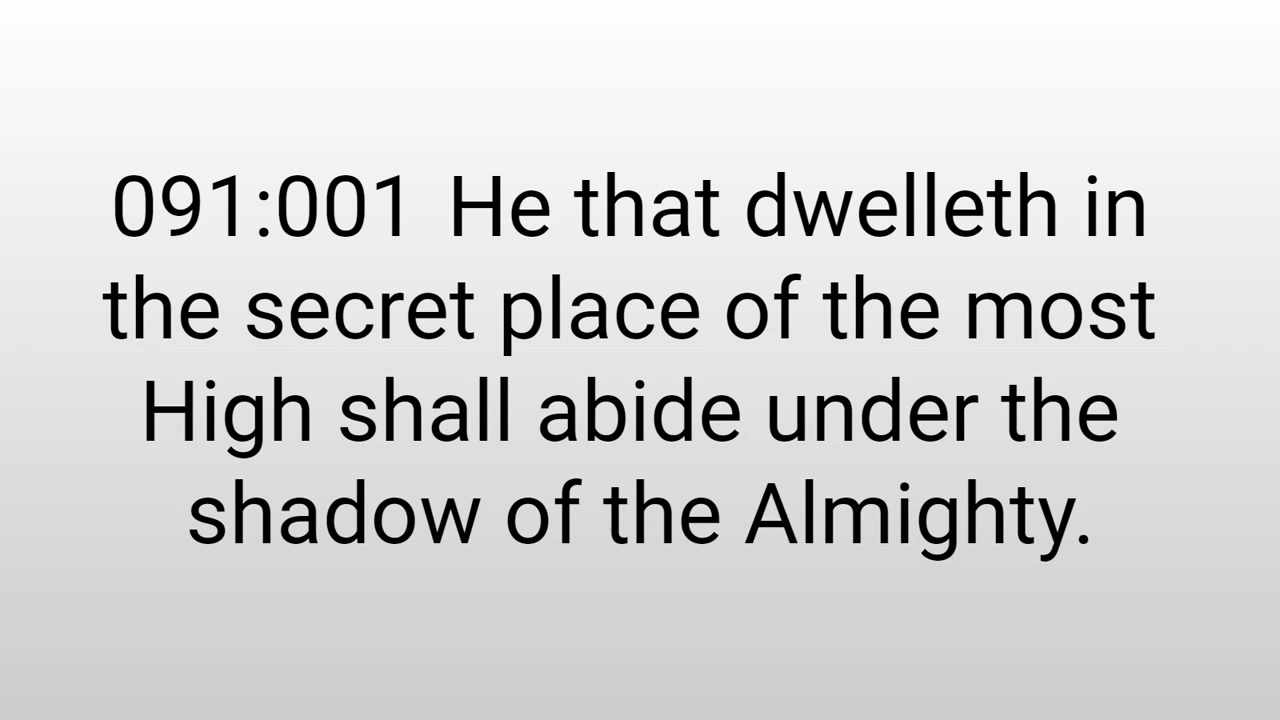 091:001 He that dwelleth in
the secret place of the most
High shall abide under the
shadow of the Almighty.